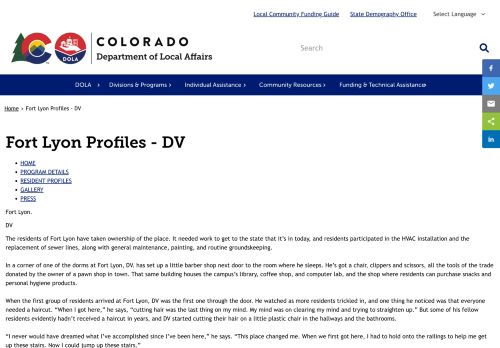 Local Community Funding Guide State Demography Office Select Language
COLORADO
Department of Local Affairs
DOLA
Search
DOLA Divisions & Programs Individual Assistance Community Resources Funding & Technical Assistance
Home > Fort Lyon Profiles - DV
Fort Lyon Profiles - DV
HOME
PROGRAM DETAILS
RESIDENT PROFILES
GALLERY
PRESS
Fort Lyon.
DV
The residents of Fort Lyon have taken ownership of the place. It needed work to get to the state that it's in today, and residents participated in the HVAC installation and the
replacement of sewer lines, along with general maintenance, painting, and routine groundskeeping.
In a corner of one of the dorms at Fort Lyon, DV, has set up a little barber shop next door to the room where he sleeps. He's got a chair, clippers and scissors, all the tools of the trade
donated by the owner of a pawn shop in town. That same building houses the campus's library, coffee shop, and computer lab, and the shop where residents can purchase snacks and
personal hygiene products.
When the first group of residents arrived at Fort Lyon, DV was the first one through the door. He watched as more residents trickled in, and one thing he noticed was that everyone
needed a haircut. "When I got here," he says, "cutting hair was the last thing on my mind. My mind was on clearing my mind and trying to straighten up." But some of his fellow
residents evidently hadn't received a haircut in years, and DV started cutting their hair on a little plastic chair in the hallways and the bathrooms.
"I never would have dreamed what I've accomplished since I've been here," he says. "This place changed me. When we first got here, I had to hold onto the railings to help me get
up these stairs. Now I could jump up these stairs."